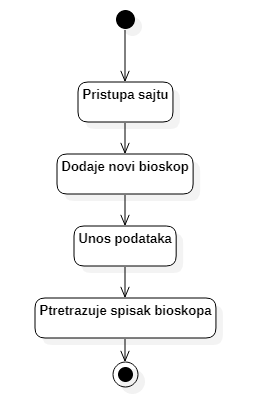 Pristupa sajtu
Dodaje novi bioskop
Unos podataka
Ptretrazuje spisak bioskopa